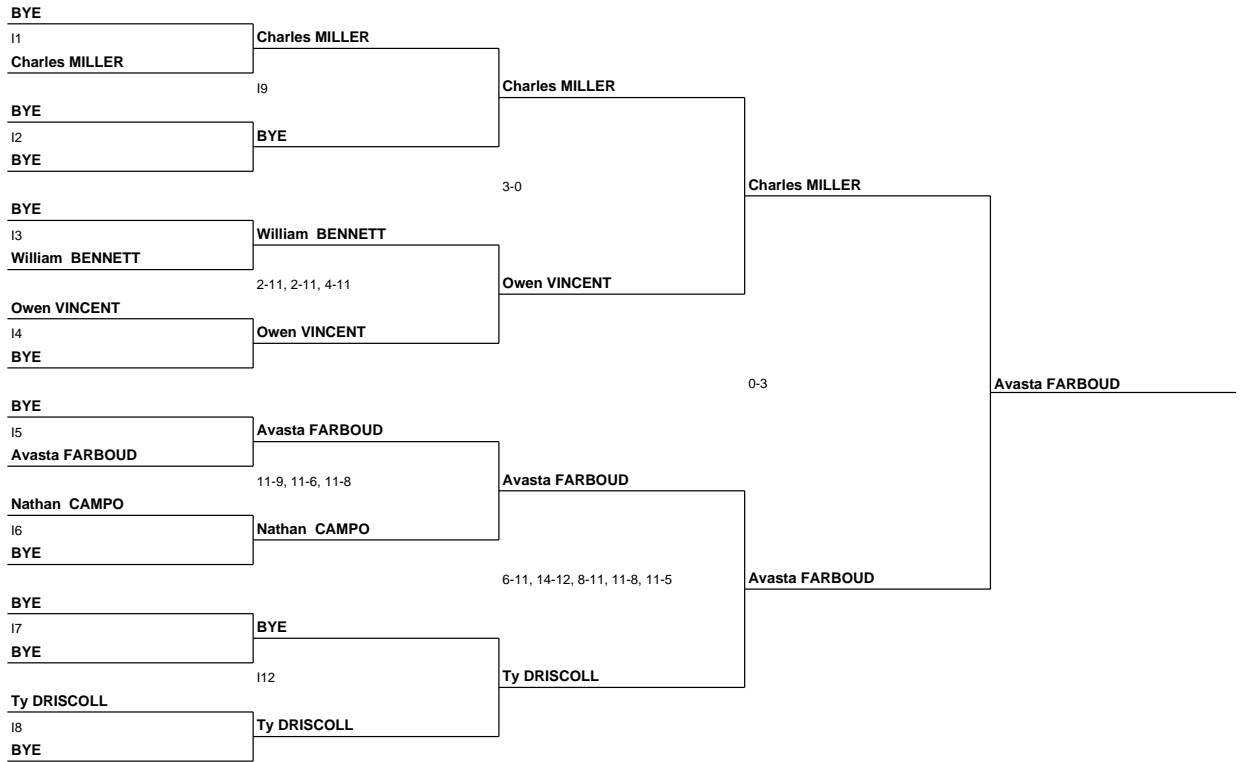 BYE
I1
Charles MILLER
BYE
I2
BYE
BYE
I3
William  BENNETT
Owen VINCENT
I4
BYE
BYE
I5
Avasta FARBOUD
Nathan  CAMPO
I6
BYE
BYE
I7
BYE
Ty DRISCOLL
I8
BYE
Charles MILLER
I9
BYE
William  BENNETT
2-11, 2-11, 4-11
Owen VINCENT
Avasta FARBOUD
11-9, 11-6, 11-8
Nathan  CAMPO
BYE
I12
Ty DRISCOLL
Charles MILLER
3-0
Owen VINCENT
Avasta FARBOUD
6-11, 14-12, 8-11, 11-8, 11-5
Ty DRISCOLL
Charles MILLER
0-3
Avasta FARBOUD
Avasta FARBOUD